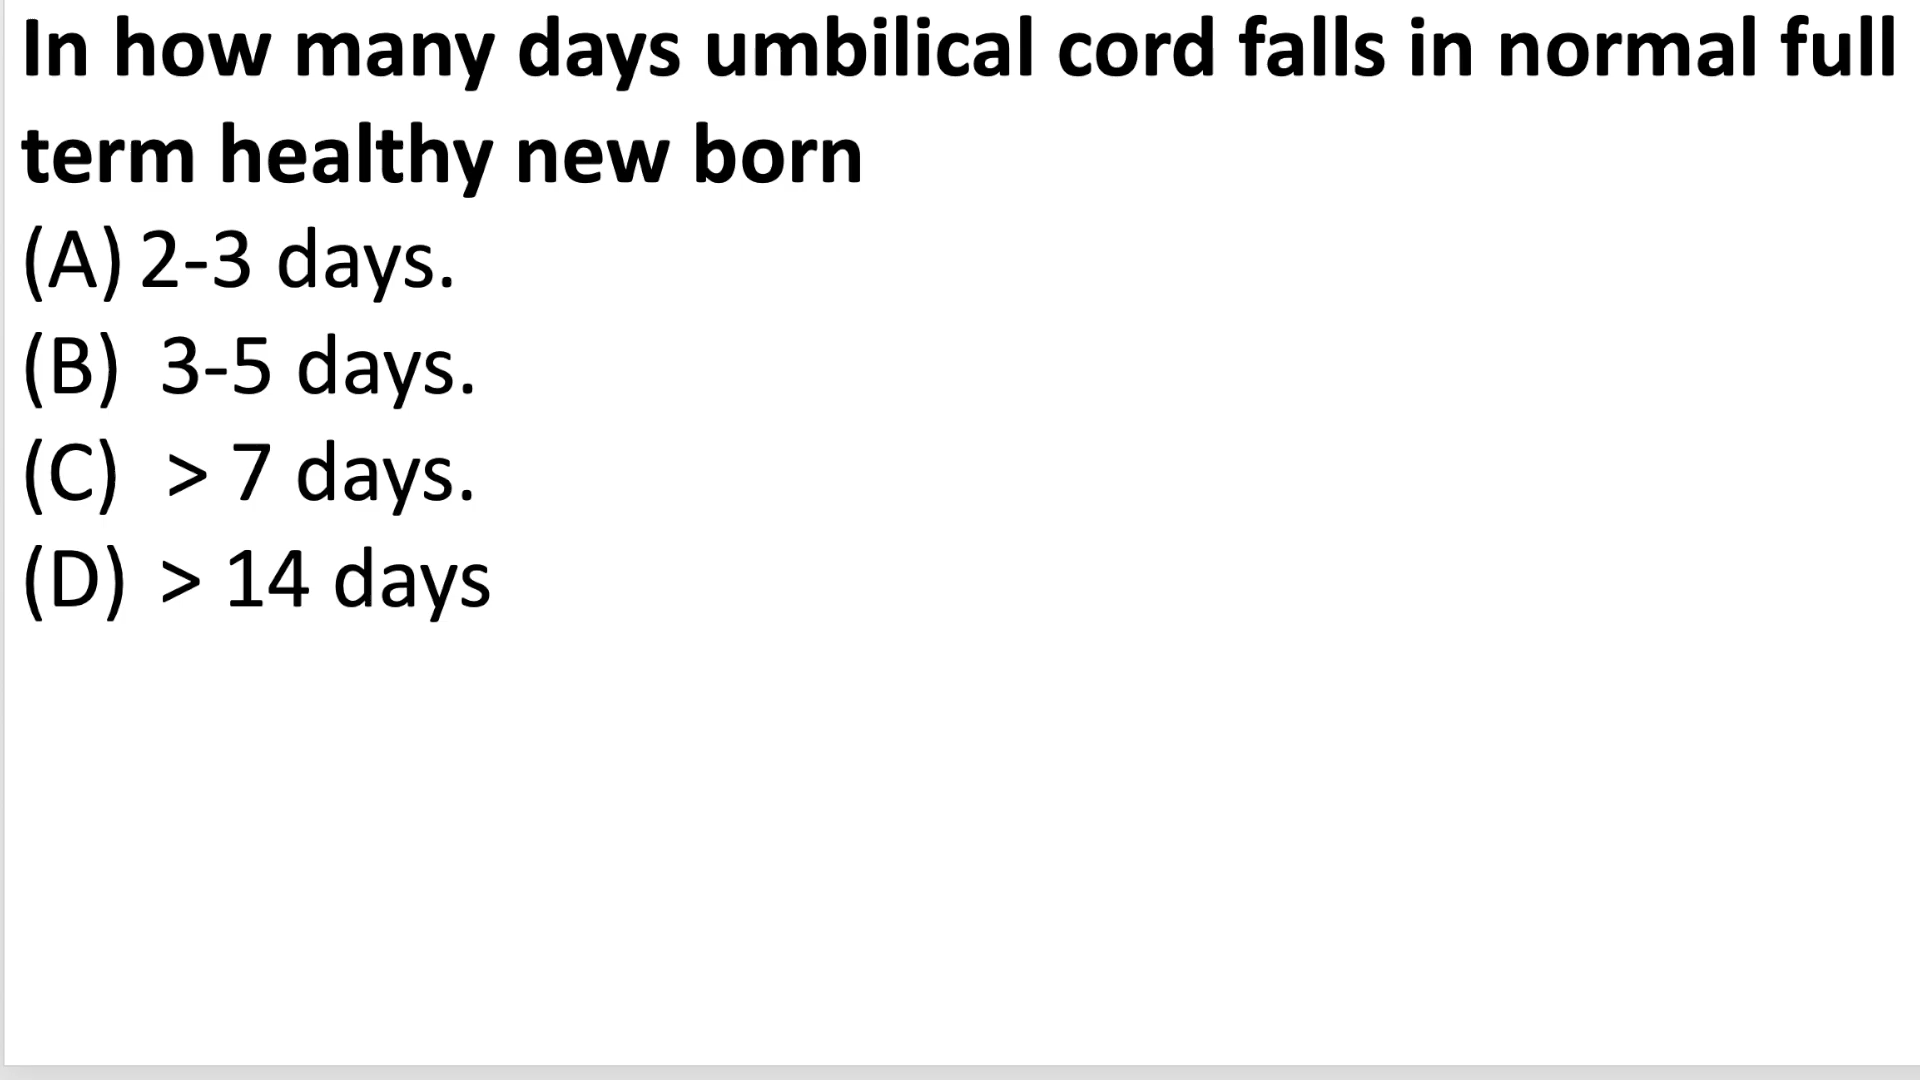 In how many days umbilical cord falls in normal full
term healthy new born
(A) 2-3 days.
(B) 3-5 days.
(C) > 7 days.
(D) > 14 days